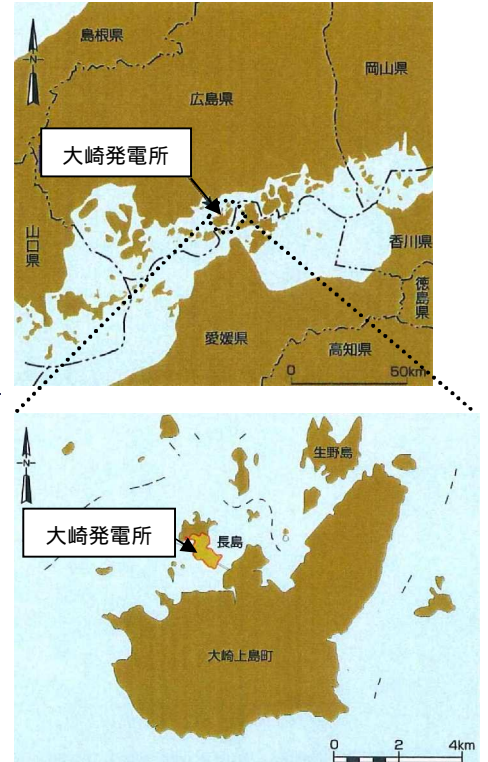 N
島根県
岡山県
広島県
大崎発電所
山口県
香川県
徳島県
愛媛県
高知県
0 50km
N
生野島
大崎発電所
長島
大崎上島町
0 2 4km